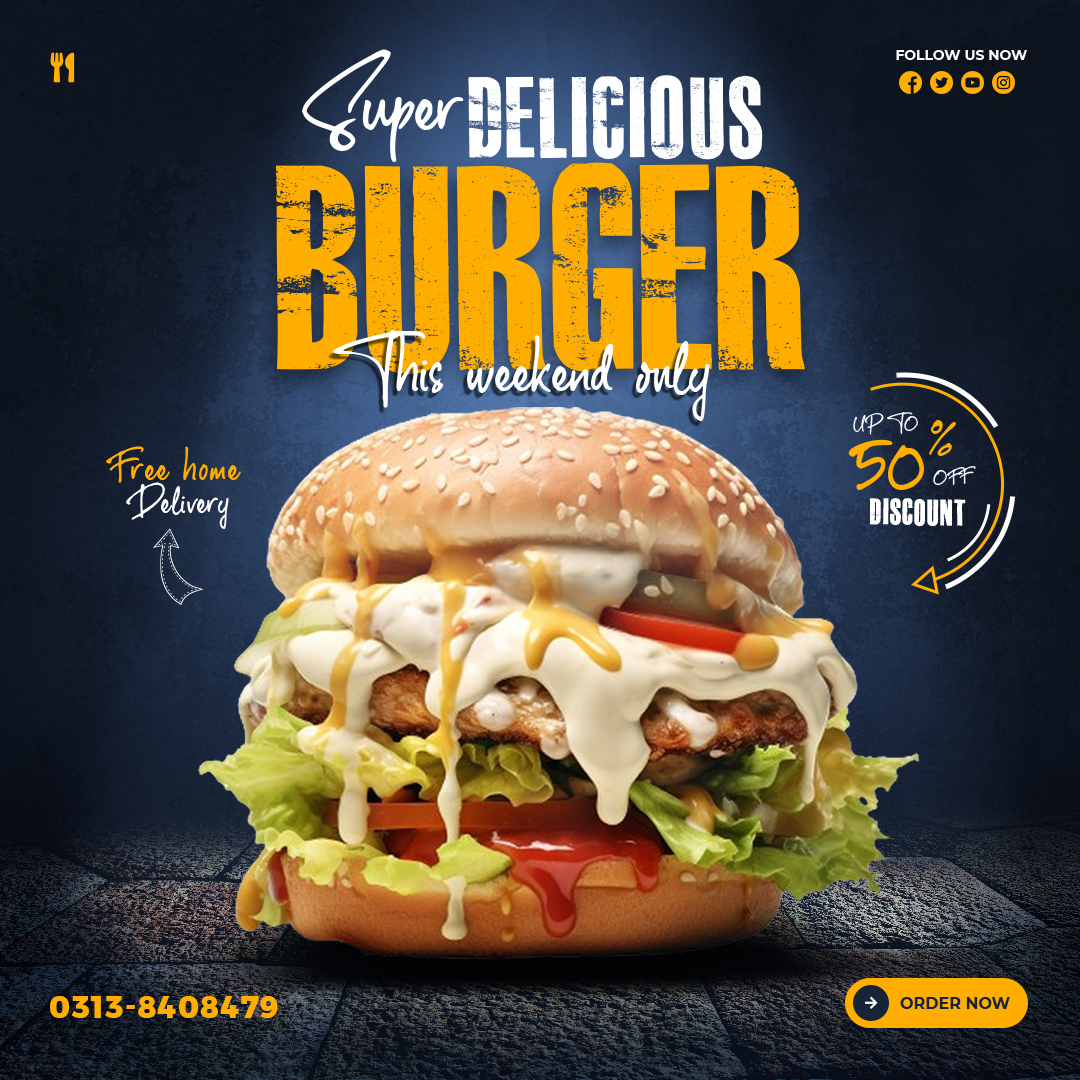 FOLLOW US NOW
Super DELICIOUS
BURGER
This weekend only
UP TO
50% OFF
DISCOUNT
Free home
Delivery
0313-8408479
ORDER NOW